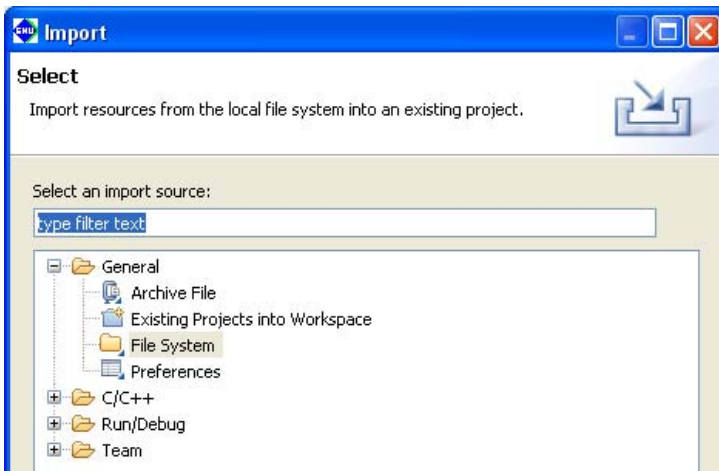 GNU Import
Select
Import resources from the local file system into an existing project.
Select an import source:
type filter text
General
Archive File
Existing Projects into Workspace
File System
Preferences
C/C++
Run/Debug
Team